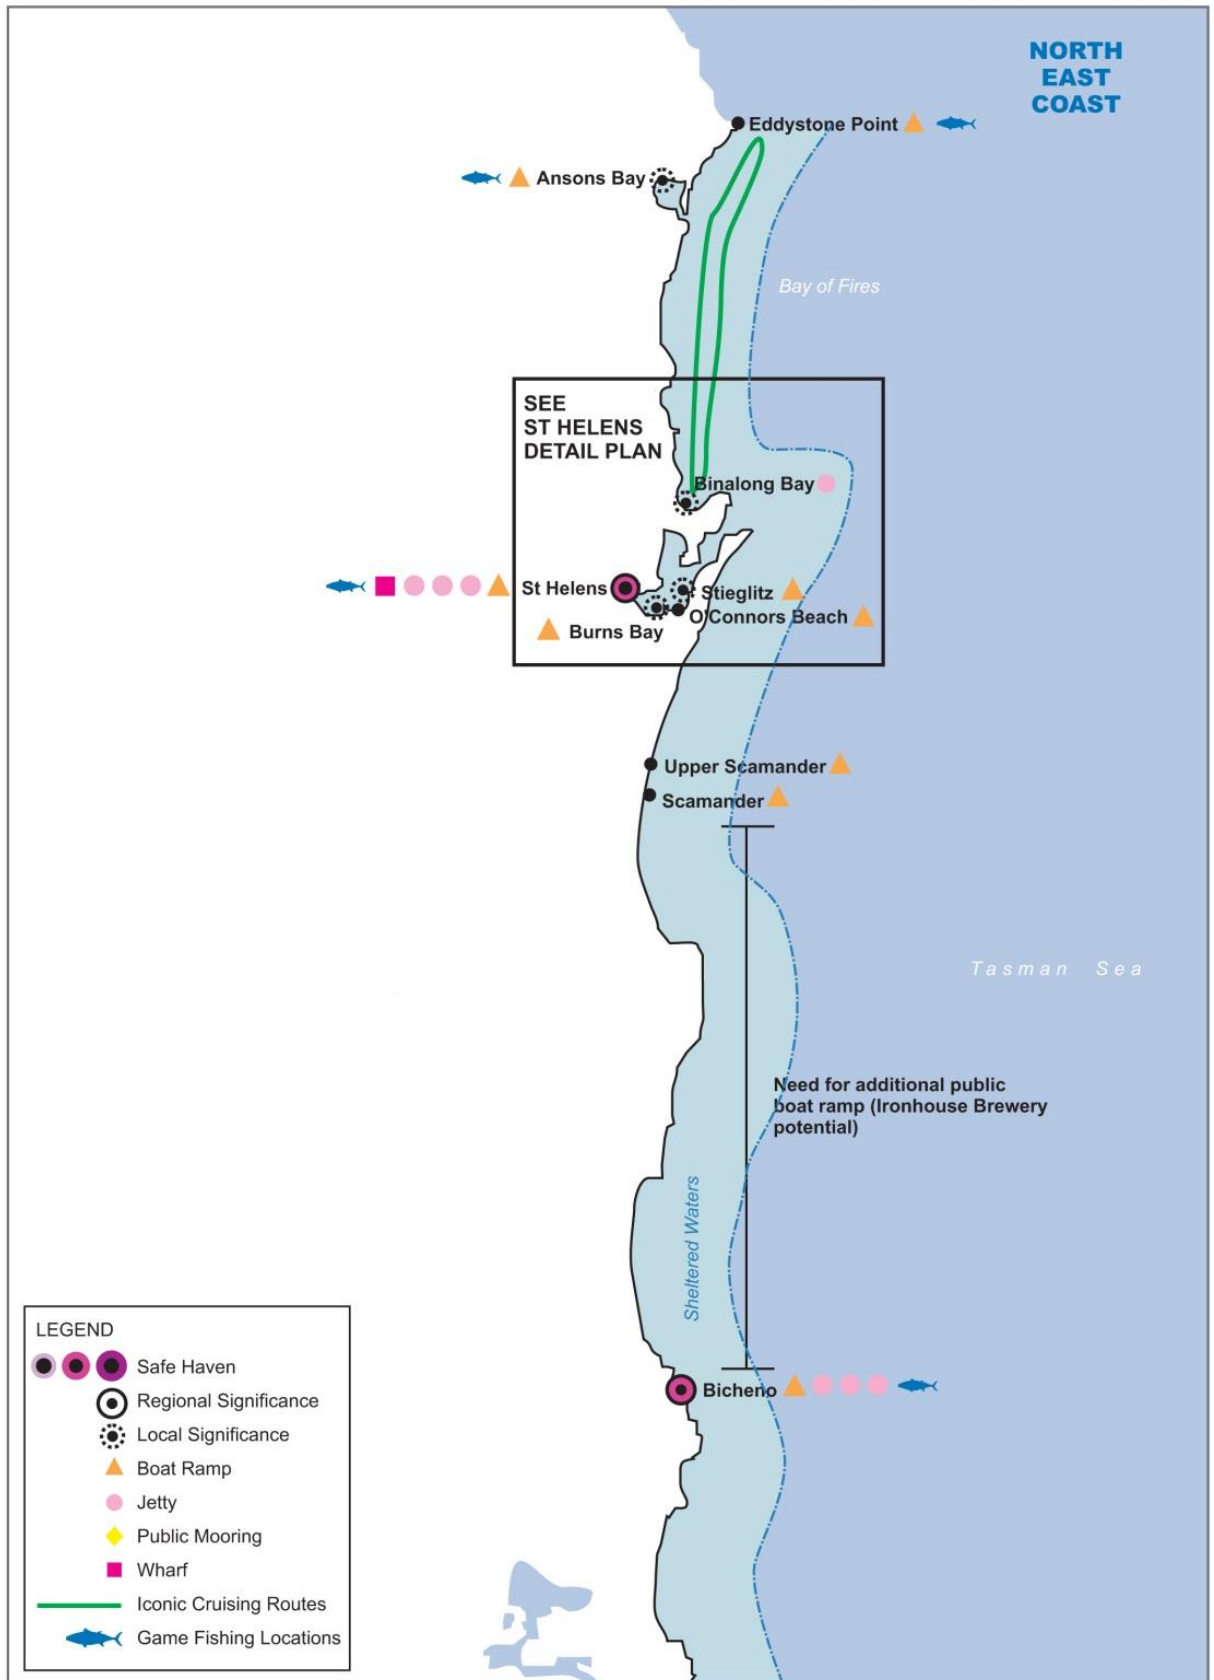 NORTH
EAST
COAST
Eddystone Point
Ansons Bay
Bay of Fires
SEE
ST HELENS
DETAIL PLAN
Binalong Bay
St Helens
Stieglitz
O'Connors Beach
Burns Bay
Upper Scamander
Scamander
Tasman Sea
Need for additional public
boat ramp (Ironhouse Brewery
potential)
Sheltered Waters
Bicheno
LEGEND
Safe Haven
Regional Significance
Local Significance
Boat Ramp
Jetty
Public Mooring
Wharf
Iconic Cruising Routes
Game Fishing Locations